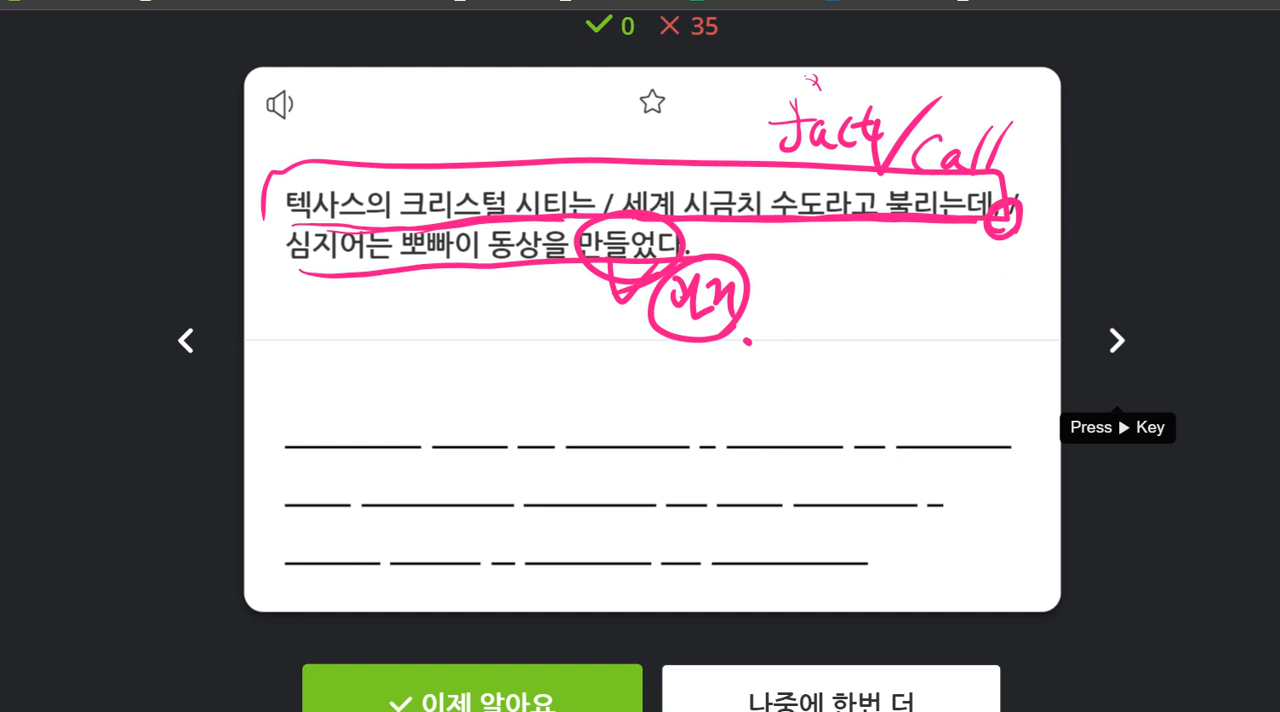 0 35
fact / call
텍사스의 크리스털 시티는 / 세계 시금치 수도라고 불리는데, /
심지어는 뽀빠이 동상을 만들었다.
Press ▶ Key
이제 알아요
나중에 한번 더